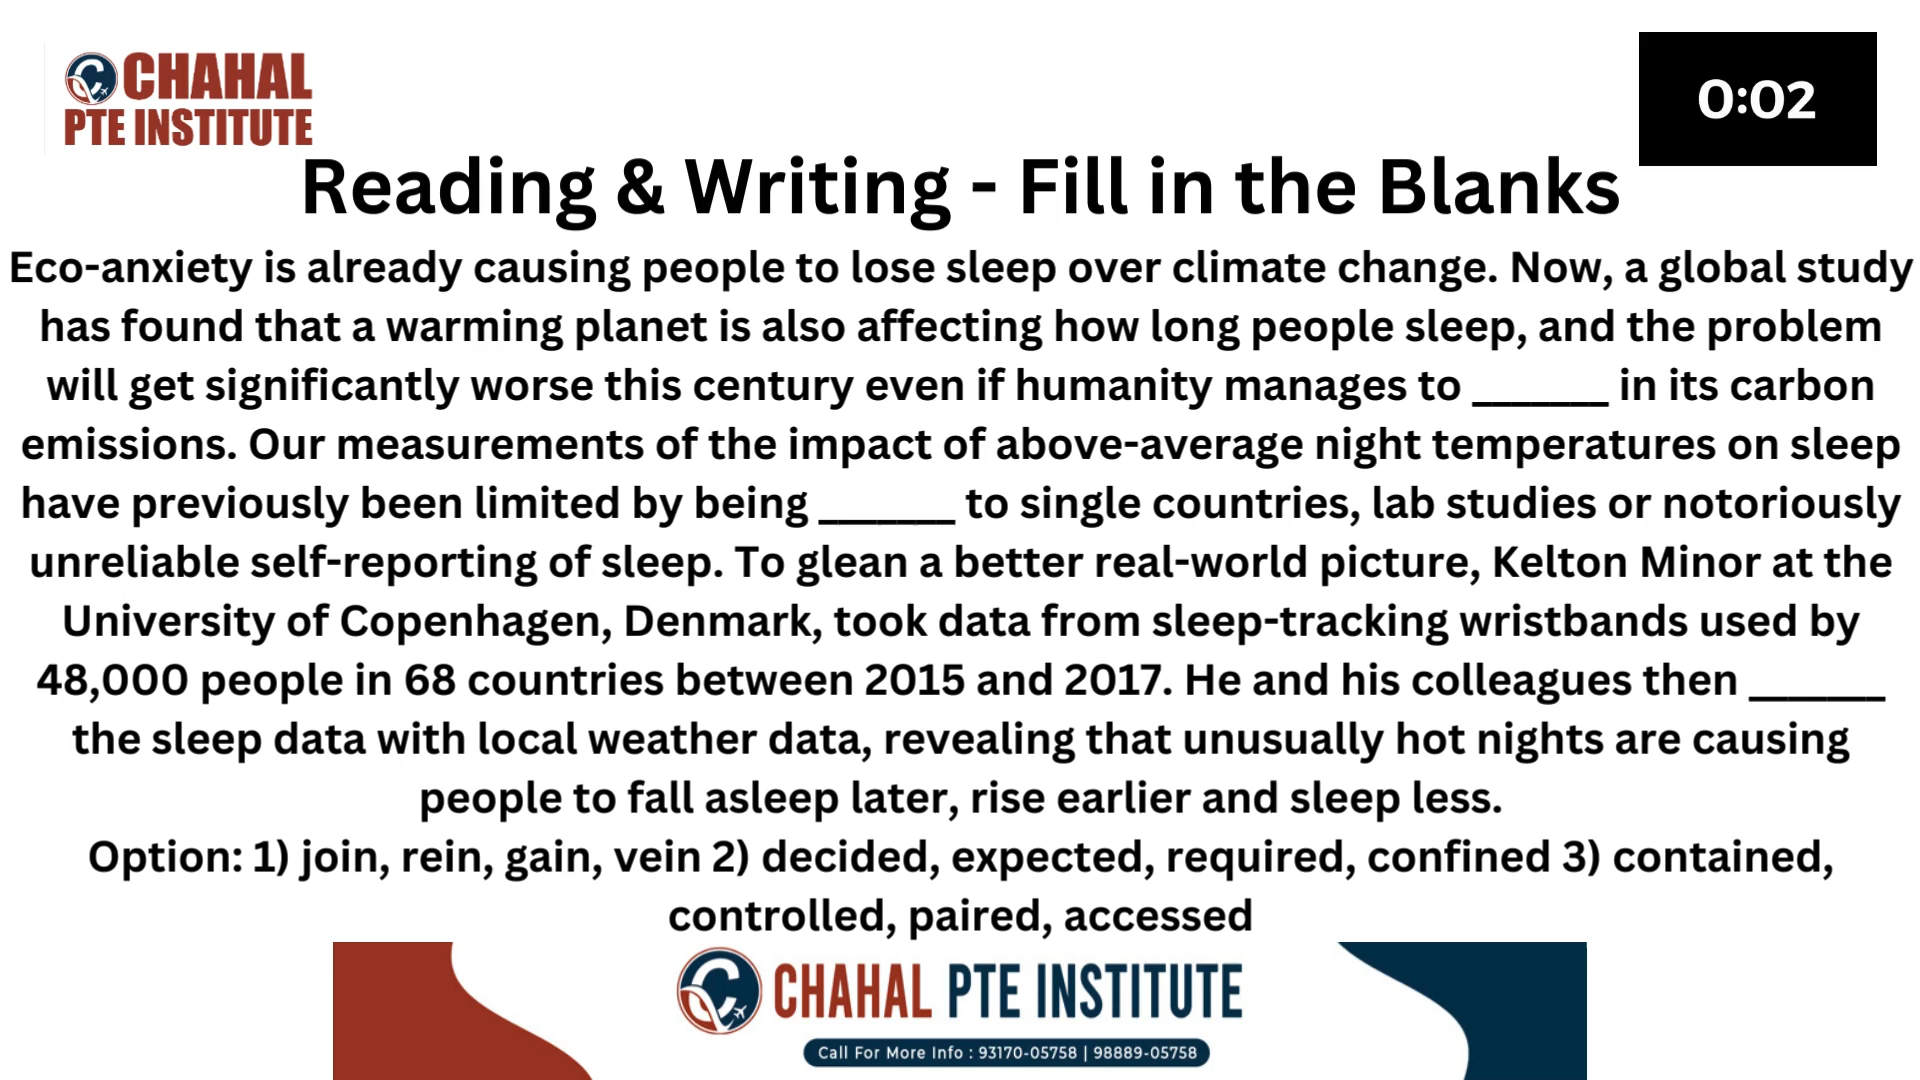 CHAHAL
PTE INSTITUTE
0:02
Reading & Writing - Fill in the Blanks
Eco-anxiety is already causing people to lose sleep over climate change. Now, a global study
has found that a warming planet is also affecting how long people sleep, and the problem
will get significantly worse this century even if humanity manages to _______ in its carbon
emissions. Our measurements of the impact of above-average night temperatures on sleep
have previously been limited by being _______ to single countries, lab studies or notoriously
unreliable self-reporting of sleep. To glean a better real-world picture, Kelton Minor at the
University of Copenhagen, Denmark, took data from sleep-tracking wristbands used by
48,000 people in 68 countries between 2015 and 2017. He and his colleagues then _______
the sleep data with local weather data, revealing that unusually hot nights are causing
people to fall asleep later, rise earlier and sleep less.
Option: 1) join, rein, gain, vein 2) decided, expected, required, confined 3) contained,
controlled, paired, accessed
CHAHAL PTE INSTITUTE
Call For More Info : 93170-05758 | 98889-05758